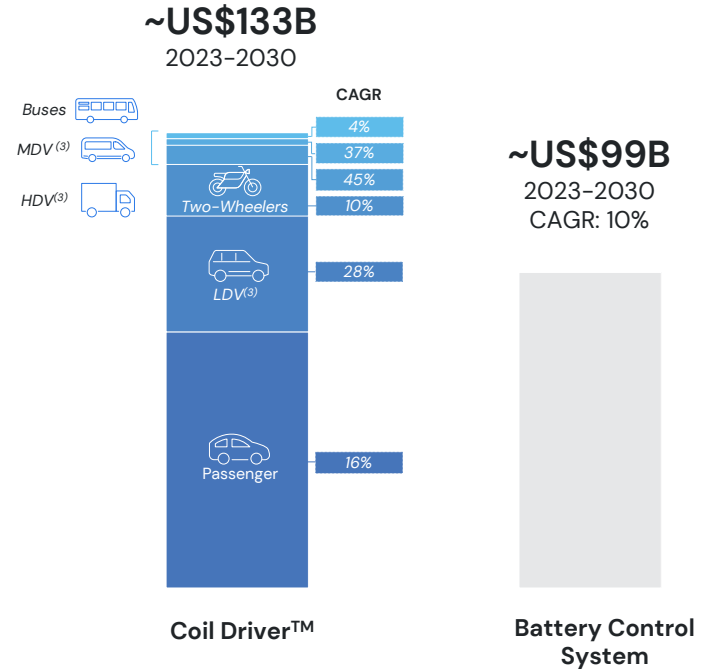 ~US$133B
2023-2030
CAGR
Buses
4%
MDV (3)
37%
45%
HDV(3)
Two-Wheelers
10%
LDV(3)
28%
Passenger
16%
Coil Driver™
~US$99B
2023-2030
CAGR: 10%
Battery Control
System